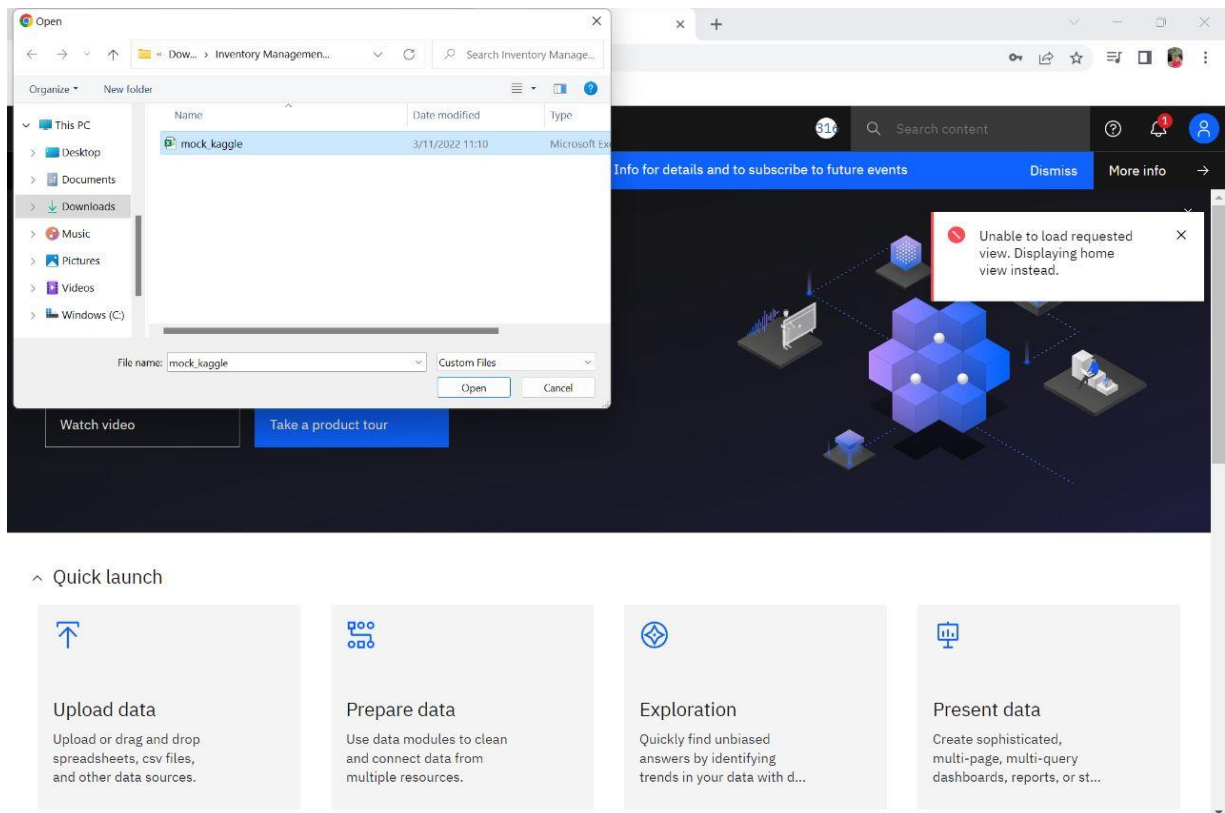 Open
« Dow... › Inventory Managemen...
Search Inventory Manage...
Organize
New folder
Name
Date modified
Type
This PC
Desktop
Documents
Downloads
Music
Pictures
Videos
Windows (C:)
mock_kaggle
3/11/2022 11:10
Microsoft Ex
File name: mock_kaggle
Custom Files
Open
Cancel
316
Search content
1
Info for details and to subscribe to future events
Dismiss
More info
Unable to load requested
view. Displaying home
view instead.
Watch video
Take a product tour
Quick launch
Upload data
Upload or drag and drop
spreadsheets, csv files,
and other data sources.
Prepare data
Use data modules to clean
and connect data from
multiple resources.
Exploration
Quickly find unbiased
answers by identifying
trends in your data with d...
Present data
Create sophisticated,
multi-page, multi-query
dashboards, reports, or st...